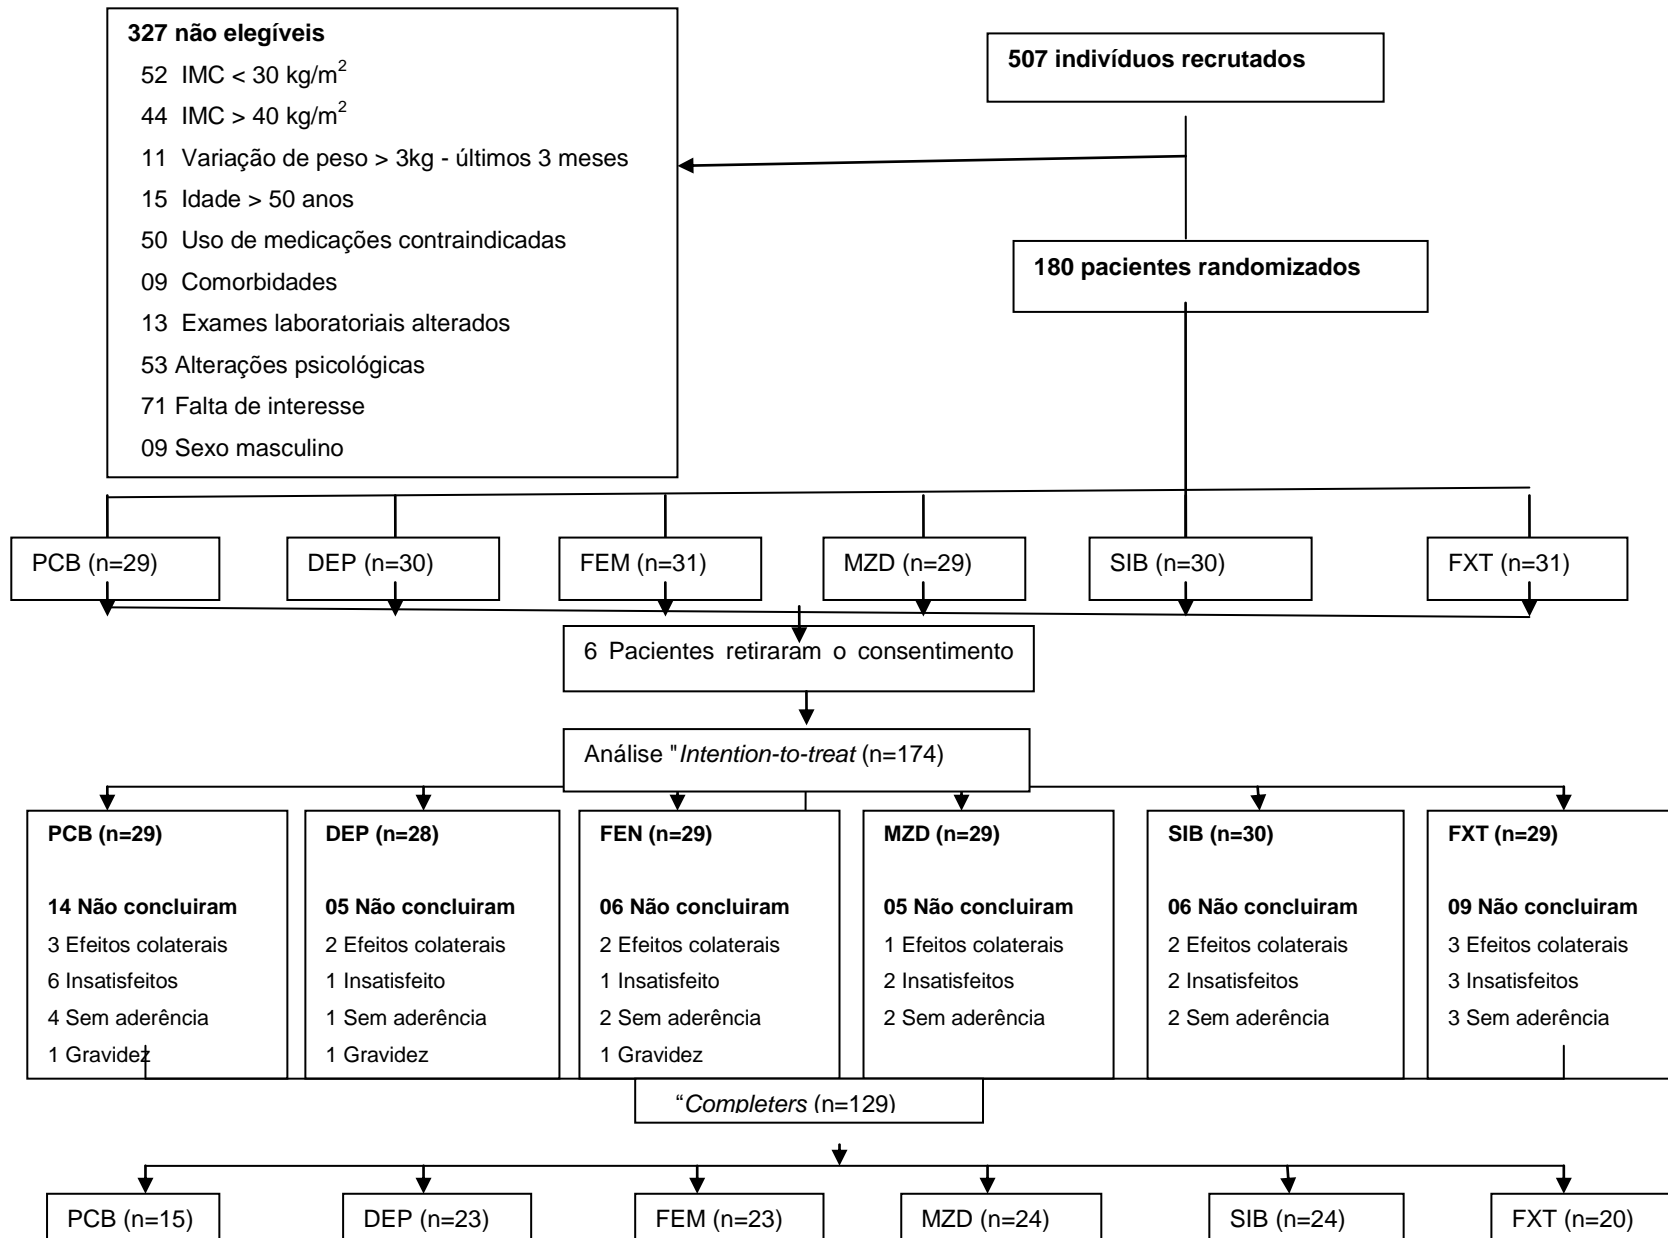 327 não elegíveis
52 IMC < 30 kg/m²
44 IMC > 40 kg/m²
11 Variação de peso > 3kg - últimos 3 meses
15 Idade > 50 anos
50 Uso de medicações contraindicadas
09 Comorbidades
13 Exames laboratoriais alterados
53 Alterações psicológicas
71 Falta de interesse
09 Sexo masculino
507 indivíduos recrutados
180 pacientes randomizados
PCB (n=29)
DEP (n=30)
FEM (n=31)
MZD (n=29)
SIB (n=30)
FXT (n=31)
6 Pacientes retiraram o consentimento
Análise "Intention-to-treat (n=174)
PCB (n=29)
14 Não concluiram
3 Efeitos colaterais
6 Insatisfeitos
4 Sem aderência
1 Gravidez
DEP (n=28)
05 Não concluiram
2 Efeitos colaterais
1 Insatisfeito
1 Sem aderência
1 Gravidez
FEN (n=29)
06 Não concluiram
2 Efeitos colaterais
1 Insatisfeito
2 Sem aderência
1 Gravidez
MZD (n=29)
05 Não concluiram
1 Efeitos colaterais
2 Insatisfeitos
2 Sem aderência
SIB (n=30)
06 Não concluiram
2 Efeitos colaterais
2 Insatisfeitos
2 Sem aderência
FXT (n=29)
09 Não concluiram
3 Efeitos colaterais
3 Insatisfeitos
3 Sem aderência
“Completers (n=129)
PCB (n=15)
DEP (n=23)
FEM (n=23)
MZD (n=24)
SIB (n=24)
FXT (n=20)